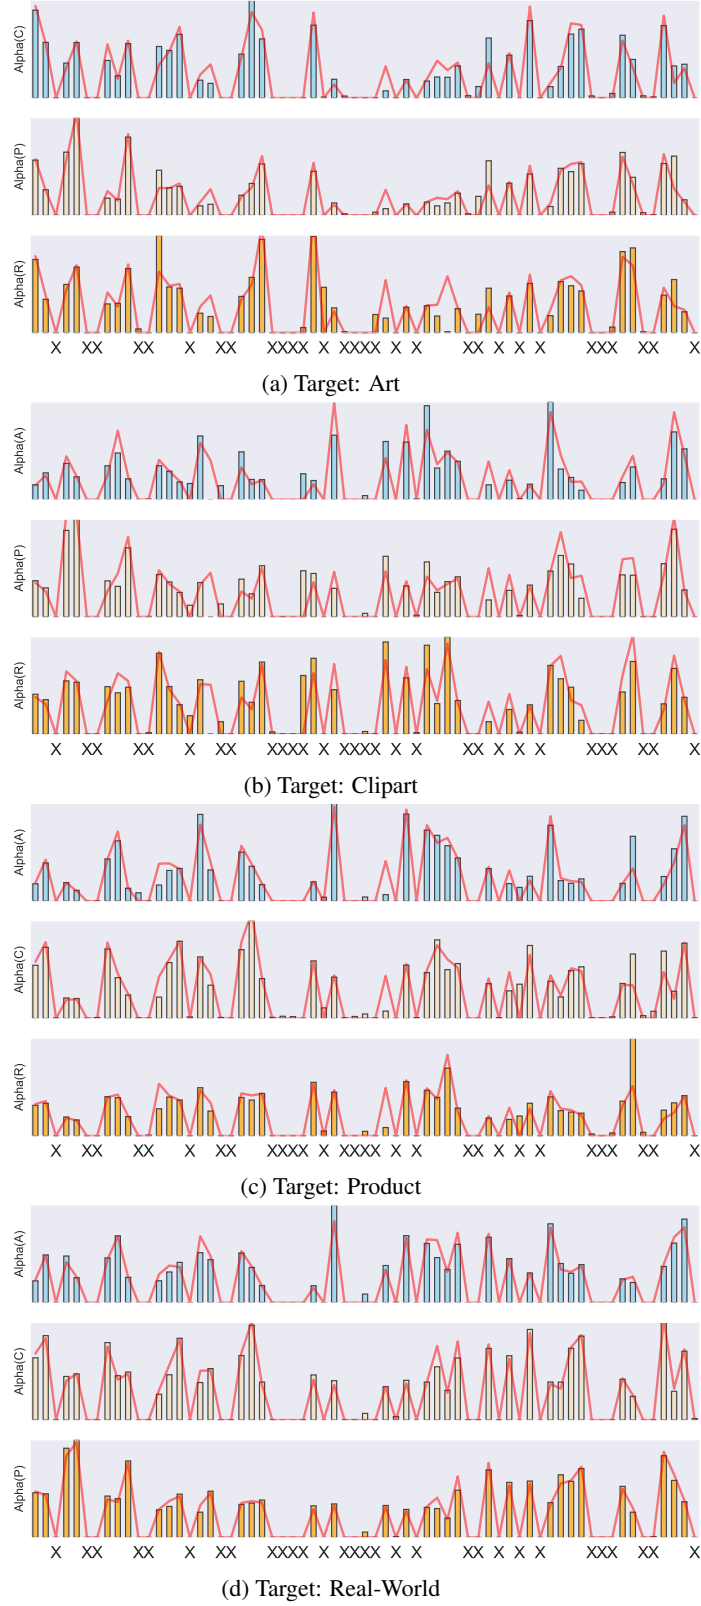 Alpha(C)
Alpha(P)
Alpha(R)
X XX XX X XX XXXX X XXXX X X XX X X X XXX XX X
(a) Target: Art
Alpha(A)
Alpha(P)
Alpha(R)
X XX XX X XX XXXX X XXXX X X XX X X X XXX XX X
(b) Target: Clipart
Alpha(A)
Alpha(C)
Alpha(R)
X XX XX X XX XXXX X XXXX X X XX X X X XXX XX X
(c) Target: Product
Alpha(A)
Alpha(C)
Alpha(P)
X XX XX X XX XXXX X XXXX X X XX X X X XXX XX X
(d) Target: Real-World